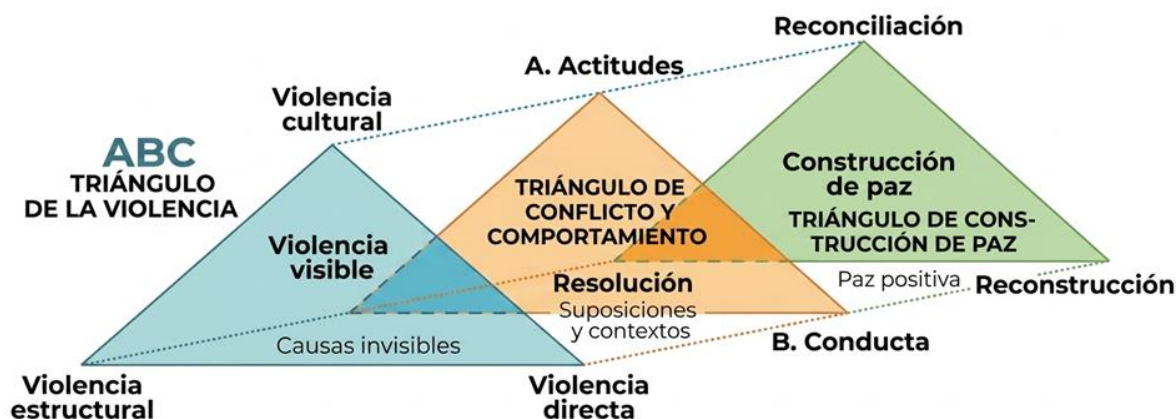 Reconciliación
A. Actitudes
Violencia
cultural
ABC
TRIÁNGULO
DE LA VIOLENCIA
Construcción
de paz
TRIÁNGULO DE
CONFLICTO Y
COMPORTAMIENTO
TRIÁNGULO DE CONS-
TRUCCIÓN DE PAZ
Violencia
visible
Resolución
Suposiciones
y contextos
Paz positiva
Reconstrucción
Causas invisibles
B. Conducta
Violencia
estructural
Violencia
directa